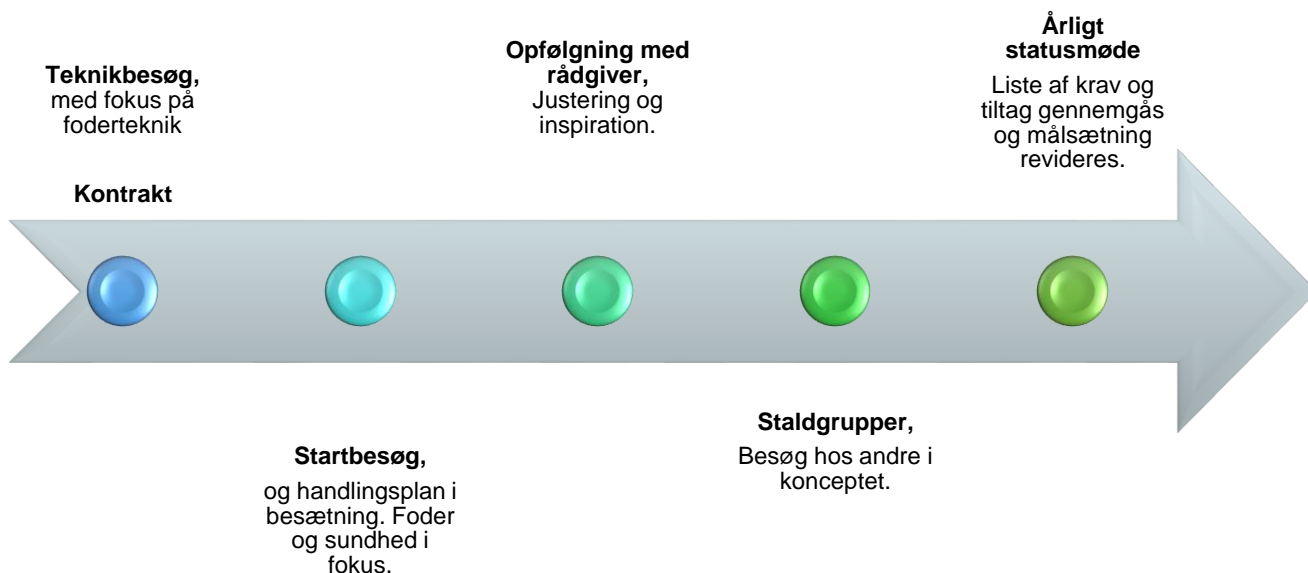 Teknikbesøg,
med fokus på
foderteknik
Kontrakt
Startbesøg,
og handlingsplan i
besætning. Foder
og sundhed i
fokus.
Opfølgning med
rådgiver,
Justering og
inspiration.
Staldgrupper,
Besøg hos andre i
konceptet.
Årligt
statusmøde
Liste af krav og
tiltag gennemgås
og målsætning
revideres.